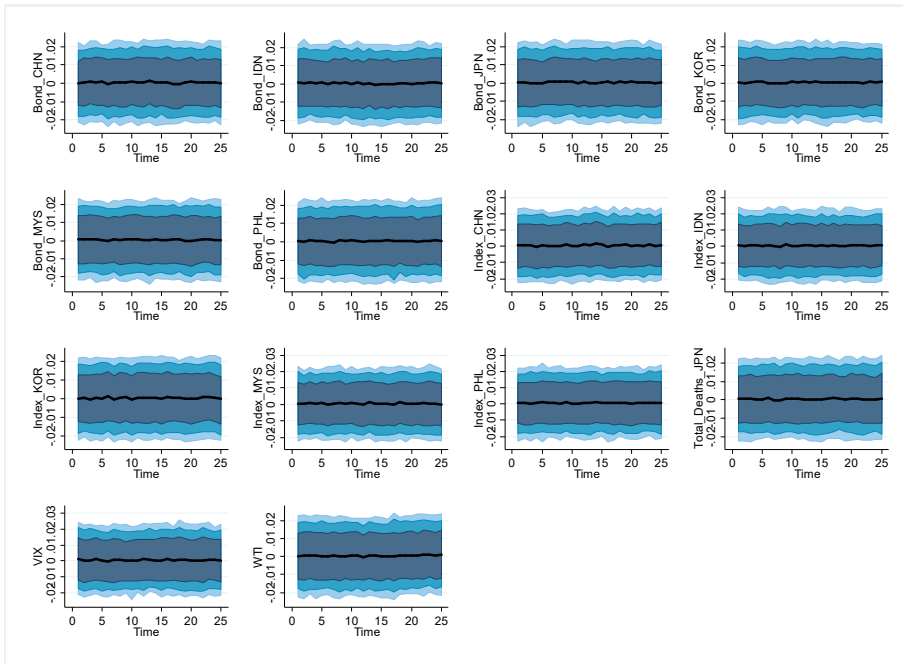 Bond_CHN
-.02-.01 0 .01 .02
0 5 10 15 20 25
Time
Bond_IDN
-.02-.01 0 .01 .02
0 5 10 15 20 25
Time
Bond_JPN
-.02-.01 0 .01 .02
0 5 10 15 20 25
Time
Bond_KOR
-.02-.01 0 .01 .02
0 5 10 15 20 25
Time
Bond_MYS
-.02-.01 0 .01 .02
0 5 10 15 20 25
Time
Bond_PHL
-.02-.01 0 .01 .02
0 5 10 15 20 25
Time
Index_CHN
-.02-.01 0 .01 .02 .03
0 5 10 15 20 25
Time
Index_IDN
-.02-.01 0 .01 .02 .03
0 5 10 15 20 25
Time
Index_KOR
-.02-.01 0 .01 .02
0 5 10 15 20 25
Time
Index_MYS
-.02-.01 0 .01 .02 .03
0 5 10 15 20 25
Time
Index_PHL
-.02-.01 0 .01 .02 .03
0 5 10 15 20 25
Time
Total_Deaths_JPN
-.02-.01 0 .01 .02
0 5 10 15 20 25
Time
VIX
-.02-.01 0 .01 .02 .03
0 5 10 15 20 25
Time
WTI
-.02-.01 0 .01 .02
0 5 10 15 20 25
Time